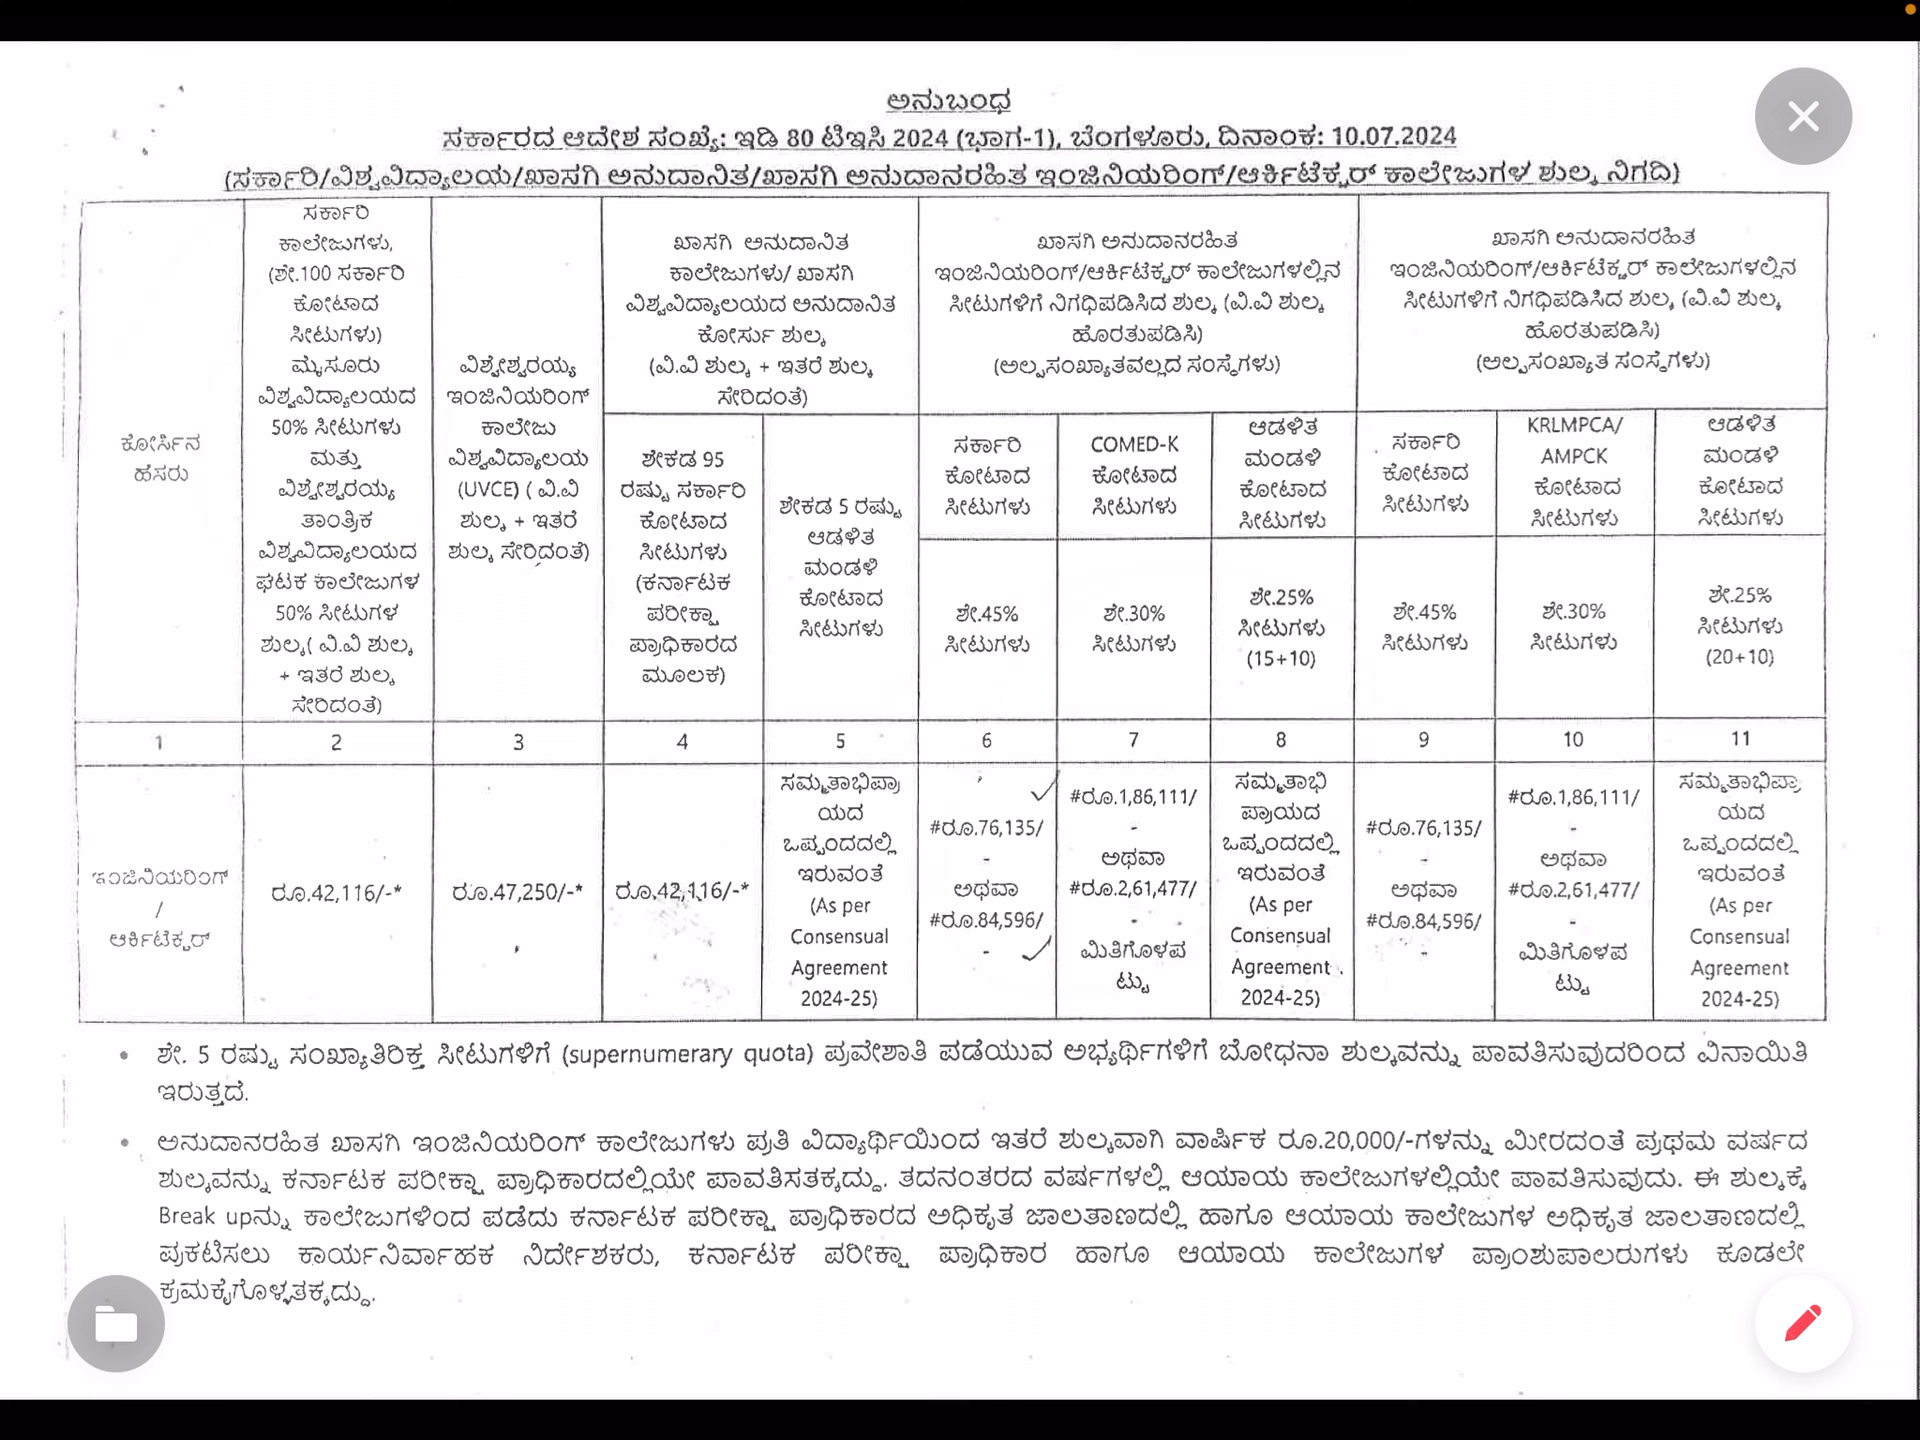 ಅನುಬಂಧ
ಸರ್ಕಾರದ ಆದೇಶ ಸಂಖ್ಯೆ: ಇಡಿ 80 ಟಿಇಸಿ 2024 (ಭಾಗ-1), ಬೆಂಗಳೂರು, ದಿನಾಂಕ: 10.07.2024
(ಸರ್ಕಾರಿ/ವಿಶ್ವವಿದ್ಯಾಲಯ/ಖಾಸಗಿ ಅನುದಾನಿತ/ಖಾಸಗಿ ಅನುದಾನರಹಿತ ಇಂಜಿನಿಯರಿಂಗ್/ಆರ್ಕಿಟೆಕ್ಚರ್ ಕಾಲೇಜುಗಳ ಶುಲ್ಕ ನಿಗದಿ)
ಕೋರ್ಸಿನ
ಹೆಸರು
ಸರ್ಕಾರಿ
ಕಾಲೇಜುಗಳು,
(ಶೇ.100 ಸರ್ಕಾರಿ
ಕೋಟಾದ
ಸೀಟುಗಳು)
ಮೈಸೂರು
ವಿಶ್ವವಿದ್ಯಾಲಯದ
50% ಸೀಟುಗಳು
ಮತ್ತು
ವಿಶ್ವೇಶ್ವರಯ್ಯ
ತಾಂತ್ರಿಕ
ವಿಶ್ವವಿದ್ಯಾಲಯದ
ಘಟಕ ಕಾಲೇಜುಗಳ
50% ಸೀಟುಗಳ
ಶುಲ್ಕ( ವಿ.ವಿ ಶುಲ್ಕ
+ ಇತರೆ ಶುಲ್ಕ
ಸೇರಿದಂತೆ)
ವಿಶ್ವೇಶ್ವರಯ್ಯ
ಇಂಜಿನಿಯರಿಂಗ್
ಕಾಲೇಜು
ವಿಶ್ವವಿದ್ಯಾಲಯ
(UVCE) ( ವಿ.ವಿ
ಶುಲ್ಕ + ಇತರೆ
ಶುಲ್ಕ ಸೇರಿದಂತೆ)
ಖಾಸಗಿ ಅನುದಾನಿತ
ಕಾಲೇಜುಗಳು/ ಖಾಸಗಿ
ವಿಶ್ವವಿದ್ಯಾಲಯದ ಅನುದಾನಿತ
ಕೋರ್ಸು ಶುಲ್ಕ
(ವಿ.ವಿ ಶುಲ್ಕ + ಇತರೆ ಶುಲ್ಕ
ಸೇರಿದಂತೆ)
ಶೇಕಡ 95
ರಷ್ಟು ಸರ್ಕಾರಿ
ಕೋಟಾದ
ಸೀಟುಗಳು
(ಕರ್ನಾಟಕ
ಪರೀಕ್ಷಾ
ಪ್ರಾಧಿಕಾರದ
ಮೂಲಕ)
ಶೇಕಡ 5 ರಷ್ಟು
ಆಡಳಿತ
ಮಂಡಳಿ
ಕೋಟಾದ
ಸೀಟುಗಳು
ಖಾಸಗಿ ಅನುದಾನರಹಿತ
ಇಂಜಿನಿಯರಿಂಗ್/ಆರ್ಕಿಟೆಕ್ಚರ್ ಕಾಲೇಜುಗಳಲ್ಲಿನ
ಸೀಟುಗಳಿಗೆ ನಿಗಧಿಪಡಿಸಿದ ಶುಲ್ಕ (ವಿ.ವಿ ಶುಲ್ಕ
ಹೊರತುಪಡಿಸಿ)
(ಅಲ್ಪಸಂಖ್ಯಾತವಲ್ಲದ ಸಂಸ್ಥೆಗಳು)
ಸರ್ಕಾರಿ
ಕೋಟಾದ
ಸೀಟುಗಳು
COMED-K
ಕೋಟಾದ
ಸೀಟುಗಳು
ಆಡಳಿತ
ಮಂಡಳಿ
ಕೋಟಾದ
ಸೀಟುಗಳು
ಶೇ.45%
ಸೀಟುಗಳು
ಶೇ.30%
ಸೀಟುಗಳು
ಶೇ.25%
ಸೀಟುಗಳು
(15+10)
ಖಾಸಗಿ ಅನುದಾನರಹಿತ
ಇಂಜಿನಿಯರಿಂಗ್/ಆರ್ಕಿಟೆಕ್ಚರ್ ಕಾಲೇಜುಗಳಲ್ಲಿನ
ಸೀಟುಗಳಿಗೆ ನಿಗಧಿಪಡಿಸಿದ ಶುಲ್ಕ (ವಿ.ವಿ ಶುಲ್ಕ
ಹೊರತುಪಡಿಸಿ)
(ಅಲ್ಪಸಂಖ್ಯಾತ ಸಂಸ್ಥೆಗಳು)
ಸರ್ಕಾರಿ
ಕೋಟಾದ
ಸೀಟುಗಳು
KRLMPCA/
AMPCK
ಕೋಟಾದ
ಸೀಟುಗಳು
ಆಡಳಿತ
ಮಂಡಳಿ
ಕೋಟಾದ
ಸೀಟುಗಳು
ಶೇ.45%
ಸೀಟುಗಳು
ಶೇ.30%
ಸೀಟುಗಳು
ಶೇ.25%
ಸೀಟುಗಳು
(20+10)
1 2 3 4 5 6 7 8 9 10 11
ಇಂಜಿನಿಯರಿಂಗ್
/
ಆರ್ಕಿಟೆಕ್ಚರ್
ರೂ.42,116/-*
ರೂ.47,250/-*
ರೂ.42,116/-*
ಸಮ್ಮತಾಭಿಪ್ರಾ
ಯದ
ಒಪ್ಪಂದದಲ್ಲಿ
ಇರುವಂತೆ
(As per
Consensual
Agreement
2024-25)
#ರೂ.76,135/
-
ಅಥವಾ
#ರೂ.84,596/
-
#ರೂ.1,86,111/
-
ಅಥವಾ
#ರೂ.2,61,477/
-
ಮಿತಿಗೊಳಪ
ಟ್ಟು
ಸಮ್ಮತಾಭಿ
ಪ್ರಾಯದ
ಒಪ್ಪಂದದಲ್ಲಿ
ಇರುವಂತೆ
(As per
Consensual
Agreement
2024-25)
#ರೂ.76,135/
-
ಅಥವಾ
#ರೂ.84,596/
-
#ರೂ.1,86,111/
-
ಅಥವಾ
#ರೂ.2,61,477/
-
ಮಿತಿಗೊಳಪ
ಟ್ಟು
ಸಮ್ಮತಾಭಿಪ್ರಾ
ಯದ
ಒಪ್ಪಂದದಲ್ಲಿ
ಇರುವಂತೆ
(As per
Consensual
Agreement
2024-25)
• ಶೇ. 5 ರಷ್ಟು ಸಂಖ್ಯಾತಿರಿಕ್ತ ಸೀಟುಗಳಿಗೆ (supernumerary quota) ಪ್ರವೇಶಾತಿ ಪಡೆಯುವ ಅಭ್ಯರ್ಥಿಗಳಿಗೆ ಬೋಧನಾ ಶುಲ್ಕವನ್ನು ಪಾವತಿಸುವುದರಿಂದ ವಿನಾಯಿತಿ
ಇರುತ್ತದೆ.
• ಅನುದಾನರಹಿತ ಖಾಸಗಿ ಇಂಜಿನಿಯರಿಂಗ್ ಕಾಲೇಜುಗಳು ಪ್ರತಿ ವಿದ್ಯಾರ್ಥಿಯಿಂದ ಇತರೆ ಶುಲ್ಕವಾಗಿ ವಾರ್ಷಿಕ ರೂ.20,000/-ಗಳನ್ನು ಮೀರದಂತೆ ಪ್ರಥಮ ವರ್ಷದ
ಶುಲ್ಕವನ್ನು ಕರ್ನಾಟಕ ಪರೀಕ್ಷಾ ಪ್ರಾಧಿಕಾರದಲ್ಲಿಯೇ ಪಾವತಿಸತಕ್ಕದ್ದು. ತದನಂತರದ ವರ್ಷಗಳಲ್ಲಿ ಆಯಾಯ ಕಾಲೇಜುಗಳಲ್ಲಿಯೇ ಪಾವತಿಸುವುದು. ಈ ಶುಲ್ಕಕ್ಕೆ
Break upನ್ನು ಕಾಲೇಜುಗಳಿಂದ ಪಡೆದು ಕರ್ನಾಟಕ ಪರೀಕ್ಷಾ ಪ್ರಾಧಿಕಾರದ ಅಧಿಕೃತ ಜಾಲತಾಣದಲ್ಲಿ ಹಾಗೂ ಆಯಾಯ ಕಾಲೇಜುಗಳ ಅಧಿಕೃತ ಜಾಲತಾಣದಲ್ಲಿ
ಪ್ರಕಟಿಸಲು ಕಾರ್ಯನಿರ್ವಾಹಕ ನಿರ್ದೇಶಕರು, ಕರ್ನಾಟಕ ಪರೀಕ್ಷಾ ಪ್ರಾಧಿಕಾರ ಹಾಗೂ ಆಯಾಯ ಕಾಲೇಜುಗಳ ಪ್ರಾಂಶುಪಾಲರುಗಳು ಕೂಡಲೇ
ಕ್ರಮಕೈಗೊಳ್ಳತಕ್ಕದ್ದು.